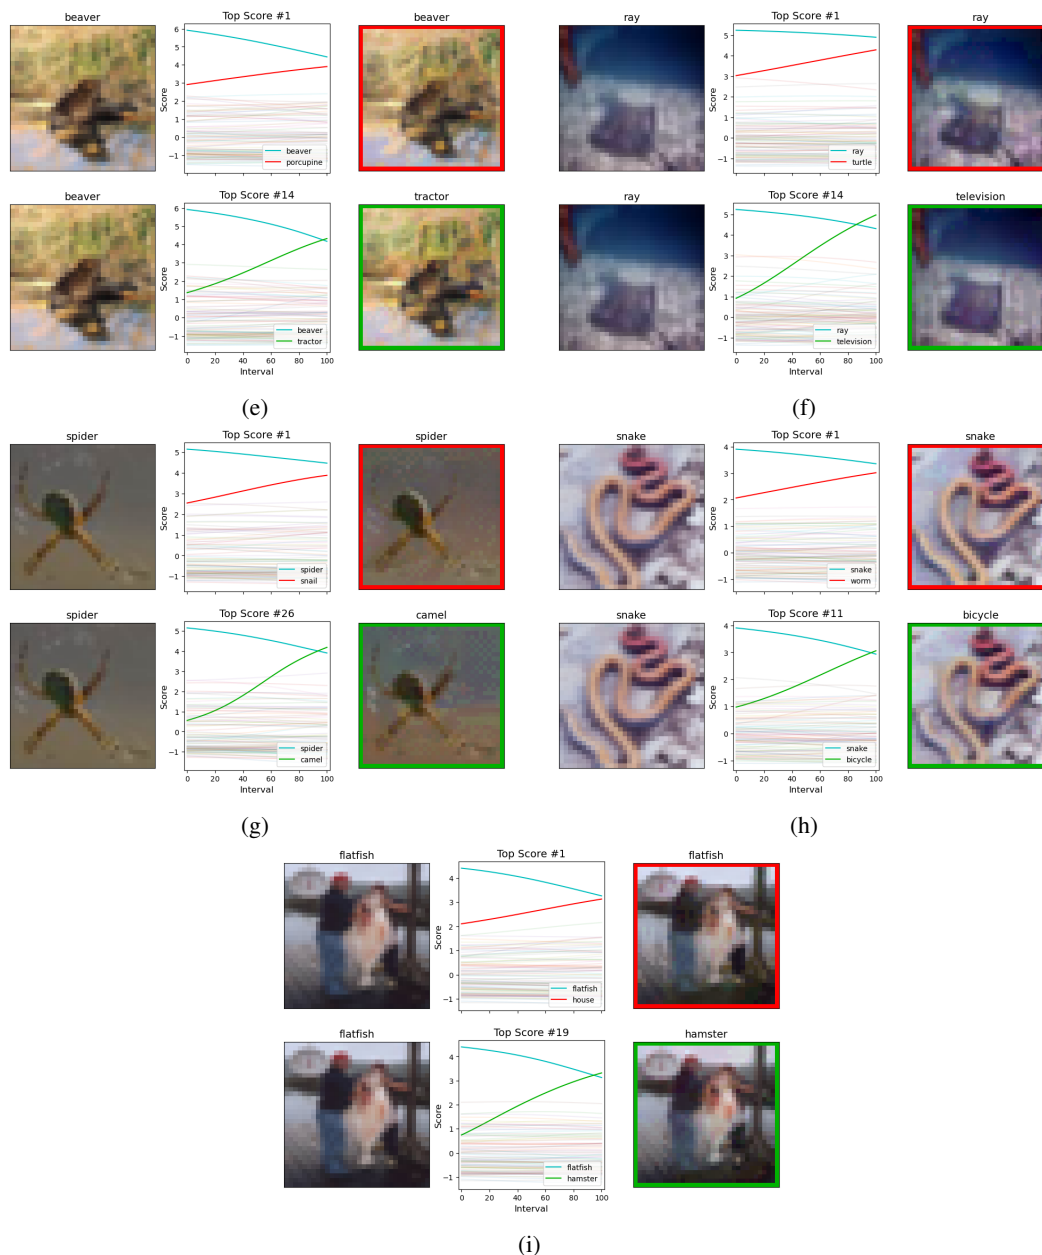 beaver Top Score #1 beaver
6
5
4
3
2
1
0
−1
Score
beaver
porcupine
ray Top Score #1 ray
5
4
3
2
1
0
−1
Score
ray
turtle
beaver Top Score #14 tractor
6
5
4
3
2
1
0
−1
Score
beaver
tractor
0 20 40 60 80 100
Interval
ray Top Score #14 television
5
4
3
2
1
0
−1
Score
ray
television
0 20 40 60 80 100
Interval
(e) (f)
spider Top Score #1 spider
5
4
3
2
1
0
−1
Score
spider
snail
snake Top Score #1 snake
4
3
2
1
0
−1
Score
snake
worm
spider Top Score #26 camel
5
4
3
2
1
0
−1
Score
spider
camel
0 20 40 60 80 100
Interval
snake Top Score #11 bicycle
4
3
2
1
0
−1
Score
snake
bicycle
0 20 40 60 80 100
Interval
(g) (h)
flatfish Top Score #1 flatfish
4
3
2
1
0
−1
Score
flatfish
house
flatfish Top Score #19 hamster
4
3
2
1
0
−1
Score
flatfish
hamster
0 20 40 60 80 100
Interval
(i)